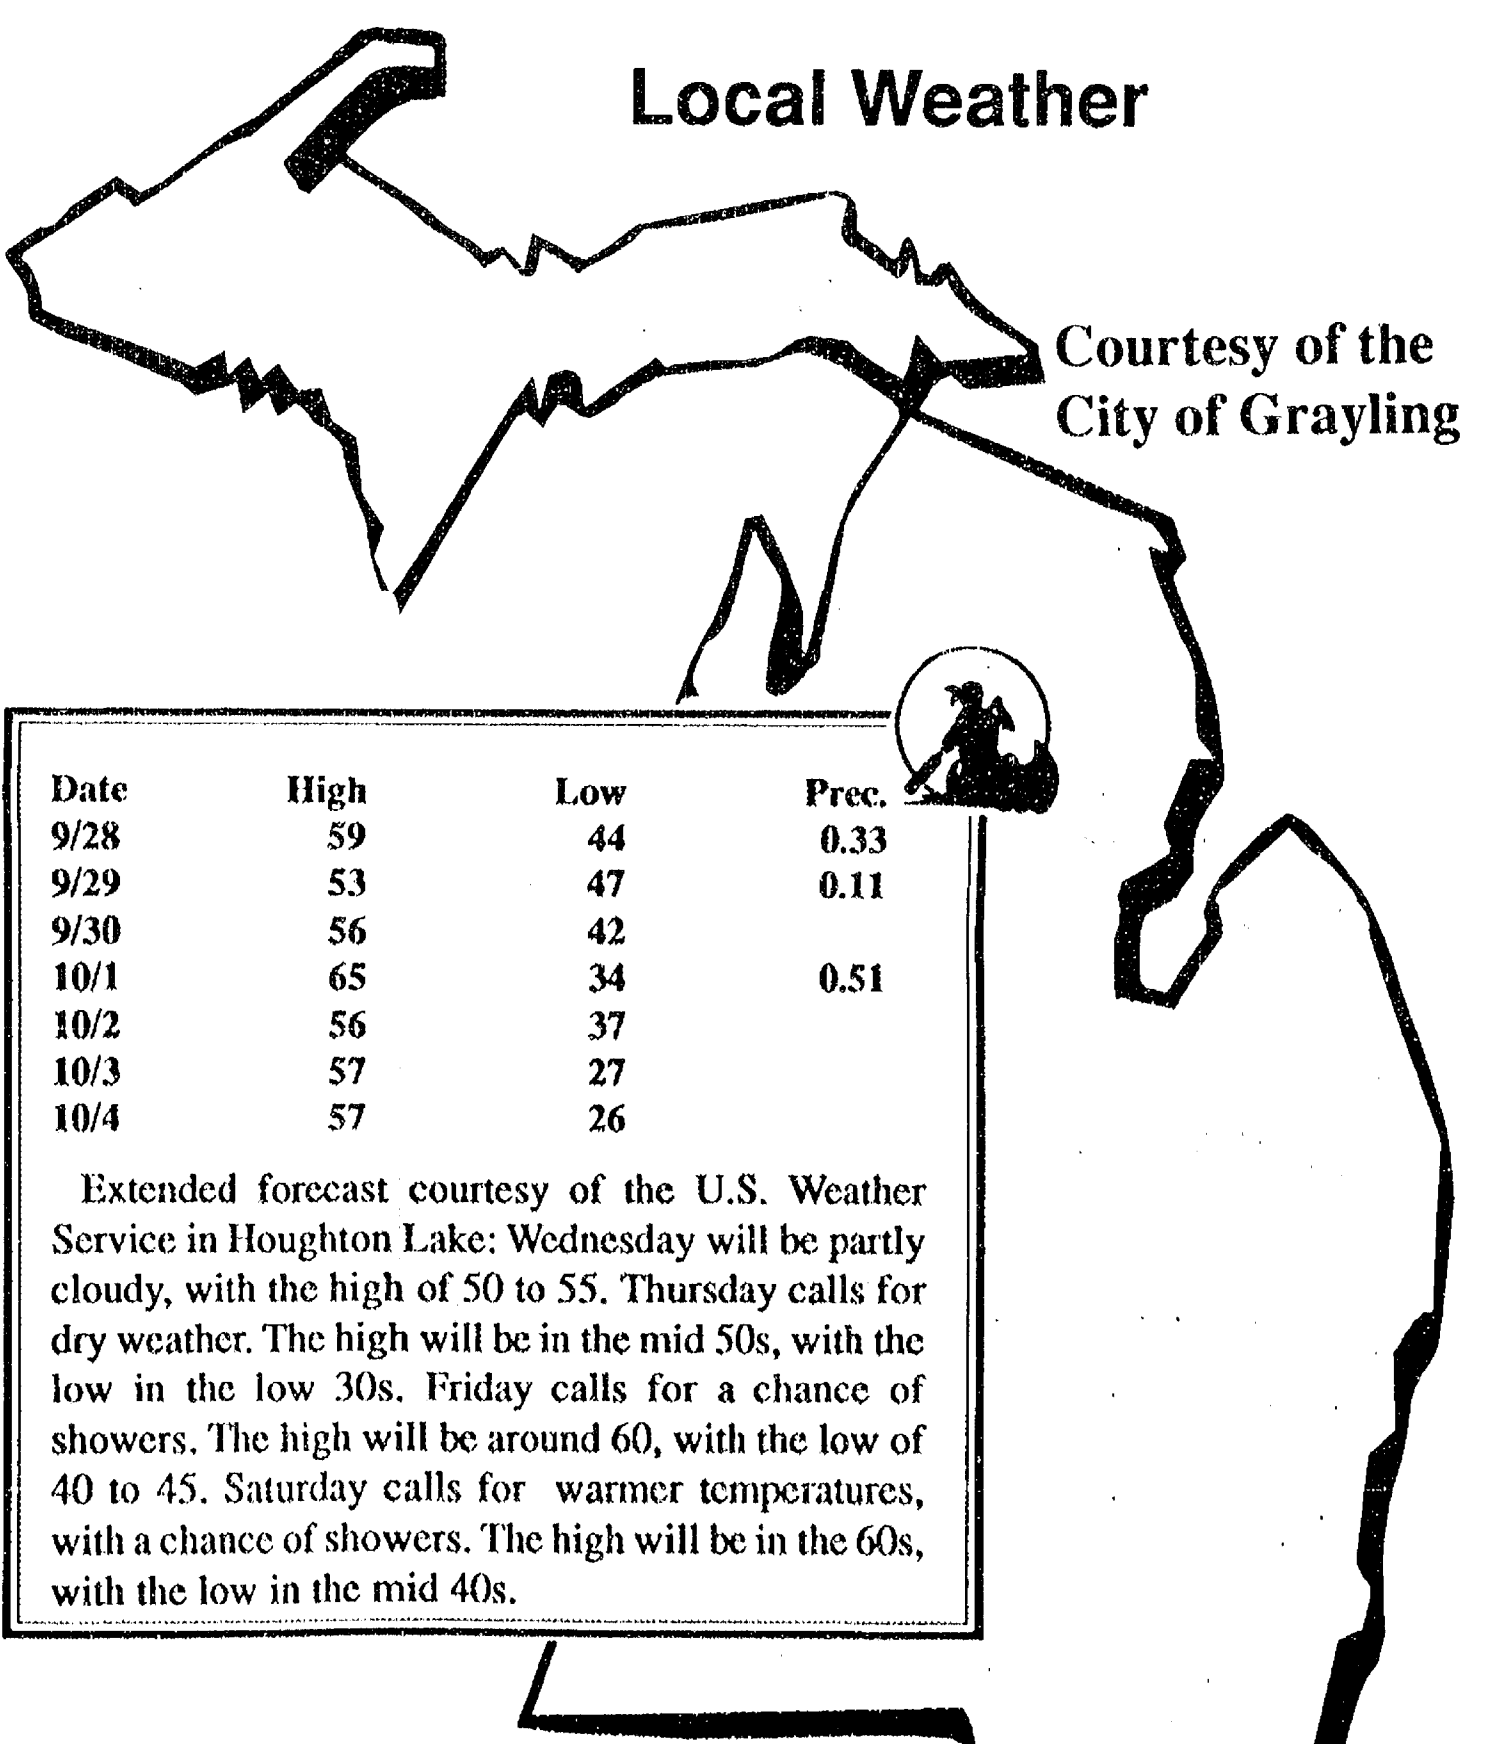 Local Weather
Courtesy of the
City of Grayling
Date High Low Prec.
9/28 59 44 0.33
9/29 53 47 0.11
9/30 56 42
10/1 65 34 0.51
10/2 56 37
10/3 57 27
10/4 57 26
Extended forecast courtesy of the U.S. Weather
Service in Houghton Lake: Wednesday will be partly
cloudy, with the high of 50 to 55. Thursday calls for
dry weather. The high will be in the mid 50s, with the
low in the low 30s. Friday calls for a chance of
showers. The high will be around 60, with the low of
40 to 45. Saturday calls for warmer temperatures,
with a chance of showers. The high will be in the 60s,
with the low in the mid 40s.